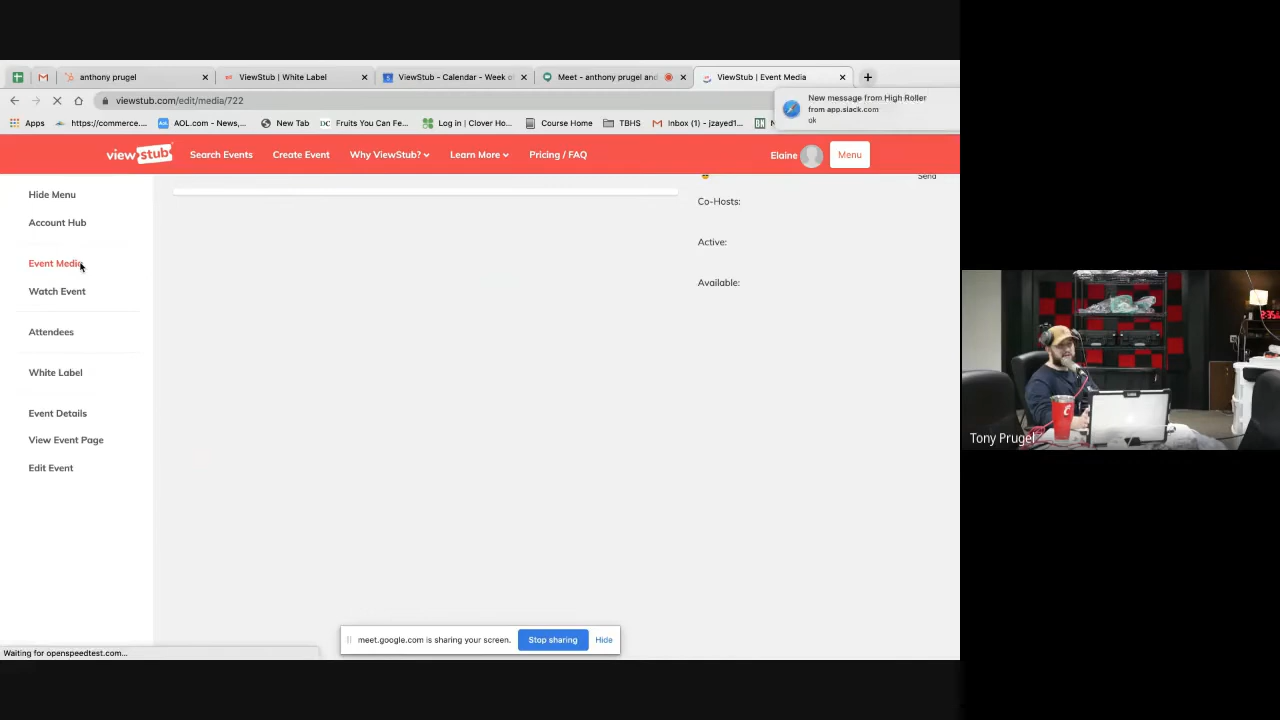 anthony prugel
ViewStub | White Label
ViewStub - Calendar - Week of
Meet - anthony prugel and
ViewStub | Event Media
viewstub.com/edit/media/722
New message from High Roller
from app.slack.com
ok
Apps
https://commerce....
AOL.com - News,...
New Tab
Fruits You Can Fe...
Log in | Clover Ho...
Course Home
TBHS
Inbox (1) - jzayed1...
view stub
Search Events
Create Event
Why ViewStub?
Learn More
Pricing / FAQ
Elaine
Menu
Hide Menu
Account Hub
Event Media
Watch Event
Attendees
White Label
Event Details
View Event Page
Edit Event
Send
Co-Hosts:
Active:
Available:
meet.google.com is sharing your screen.
Stop sharing
Hide
Waiting for openspeedtest.com...
Tony Prugel